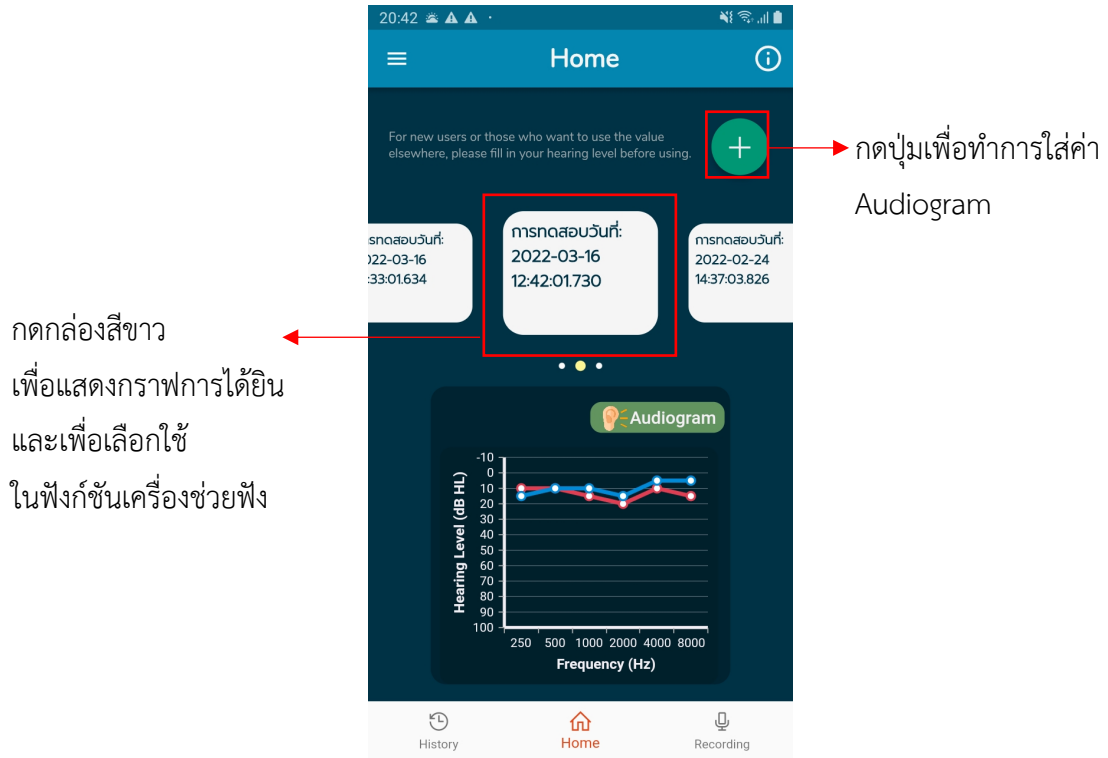 20:42
Home
For new users or those who want to use the value
elsewhere, please fill in your hearing level before using.
กดปุ่มเพื่อทำการใส่ค่า
Audiogram
การทดสอบวันที่:
2022-03-16
12:42:01.730
การทดสอบวันที่:
2022-02-24
14:37:03.826
รทดสอบวันที่:
022-03-16
:33:01.634
กดกล่องสีขาว
เพื่อแสดงกราฟการได้ยิน
และเพื่อเลือกใช้
ในฟังก์ชันเครื่องช่วยฟัง
Audiogram
Hearing Level (dB HL)
-10
0
10
20
30
40
50
60
70
80
90
100
250 500 1000 2000 4000 8000
Frequency (Hz)
History Home Recording